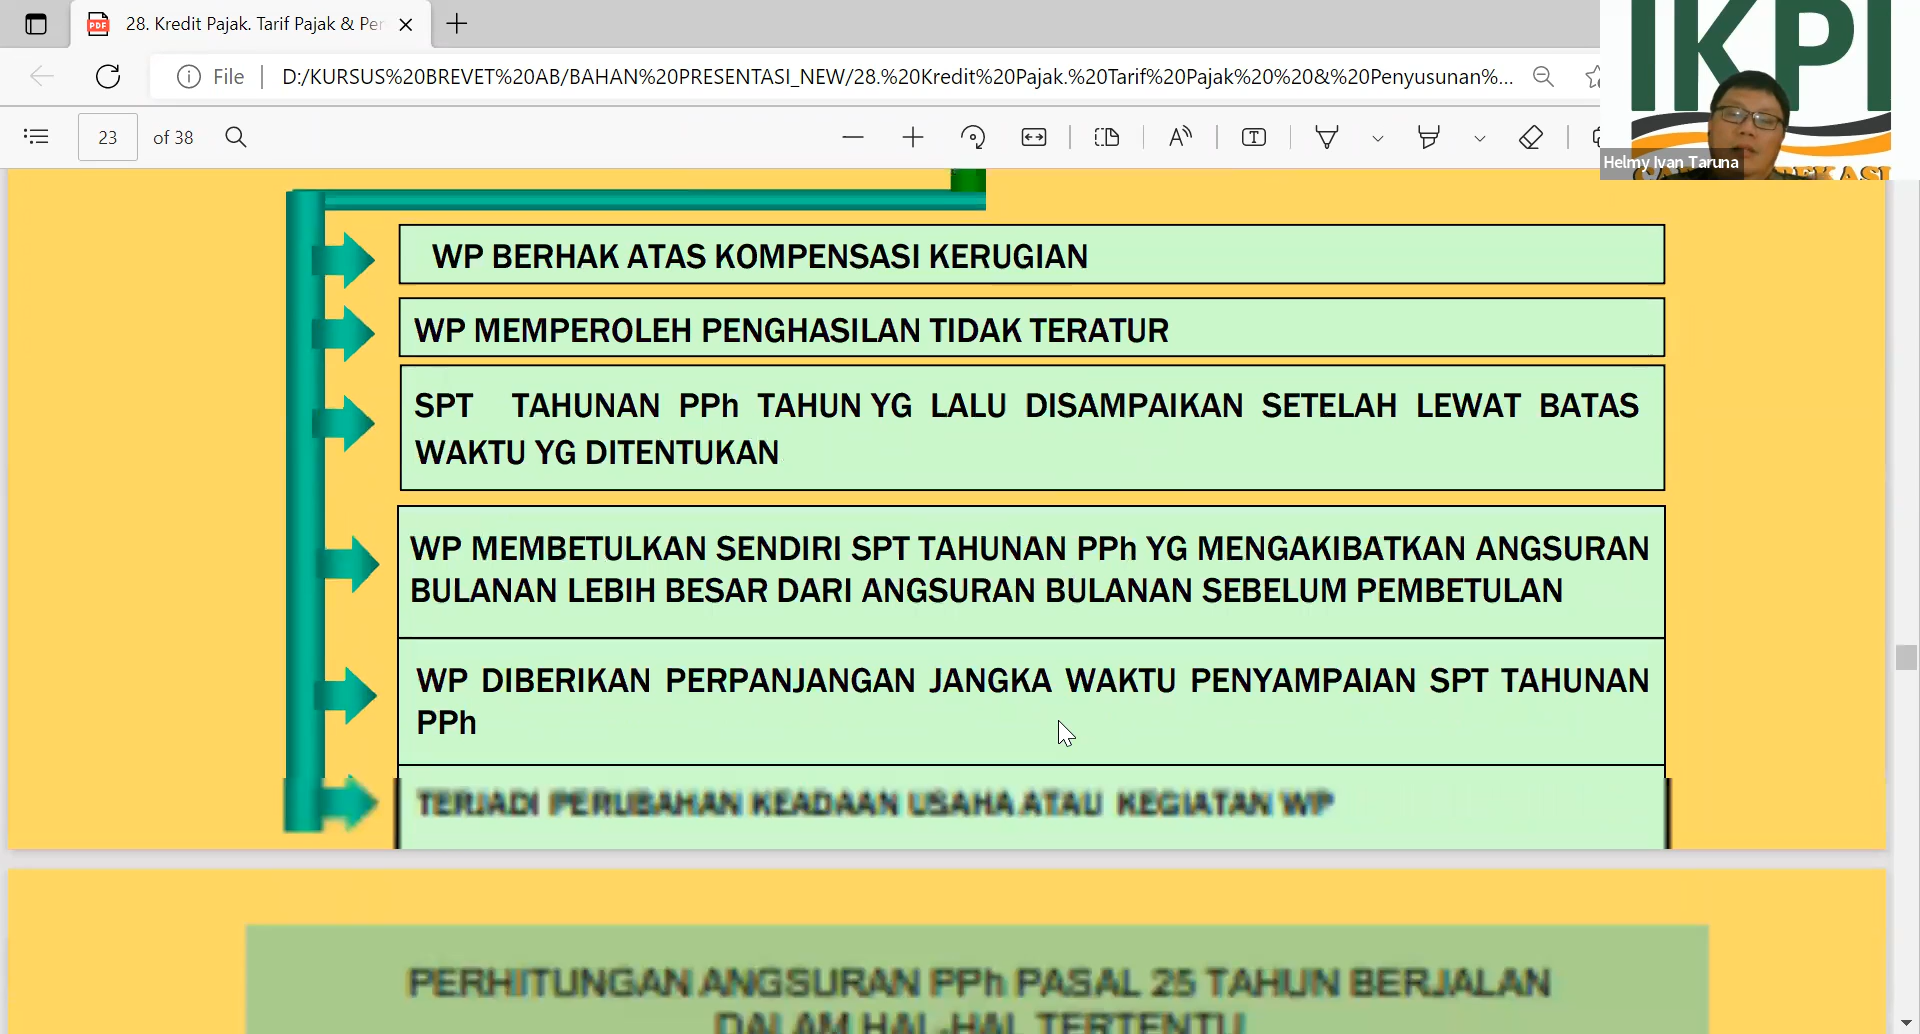 28. Kredit Pajak. Tarif Pajak & Per
File
D:/KURSUS%20BREVET%20AB/BAHAN%20PRESENTASI_NEW/28.%20Kredit%20Pajak.%20Tarif%20Pajak%20%20&%20Penyusunan%...
23 of 38
IKPI
Helmy Ivan Taruna
WP BERHAK ATAS KOMPENSASI KERUGIAN
WP MEMPEROLEH PENGHASILAN TIDAK TERATUR
SPT TAHUNAN PPh TAHUN YG LALU DISAMPAIKAN SETELAH LEWAT BATAS
WAKTU YG DITENTUKAN
WP MEMBETULKAN SENDIRI SPT TAHUNAN PPh YG MENGAKIBATKAN ANGSURAN
BULANAN LEBIH BESAR DARI ANGSURAN BULANAN SEBELUM PEMBETULAN
WP DIBERIKAN PERPANJANGAN JANGKA WAKTU PENYAMPAIAN SPT TAHUNAN
PPh
TERJADI PERUBAHAN KEADAAN USAHA ATAU KEGIATAN WP
PERHITUNGAN ANGSURAN PPh PASAL 25 TAHUN BERJALAN
DALAM HAL-HAL TERTENTU